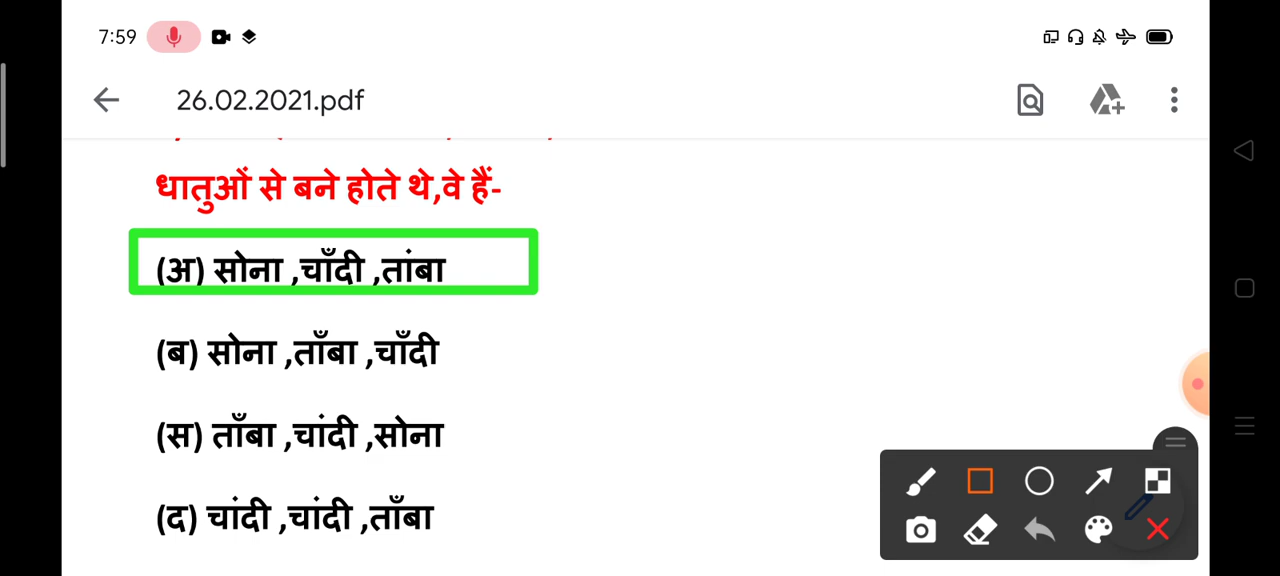 7:59
26.02.2021.pdf
धातुओं से बने होते थे,वे हैं-
(अ) सोना ,चाँदी ,तांबा
(ब) सोना ,ताँबा ,चाँदी
(स) ताँबा ,चांदी ,सोना
(द) चांदी ,चांदी ,ताँबा